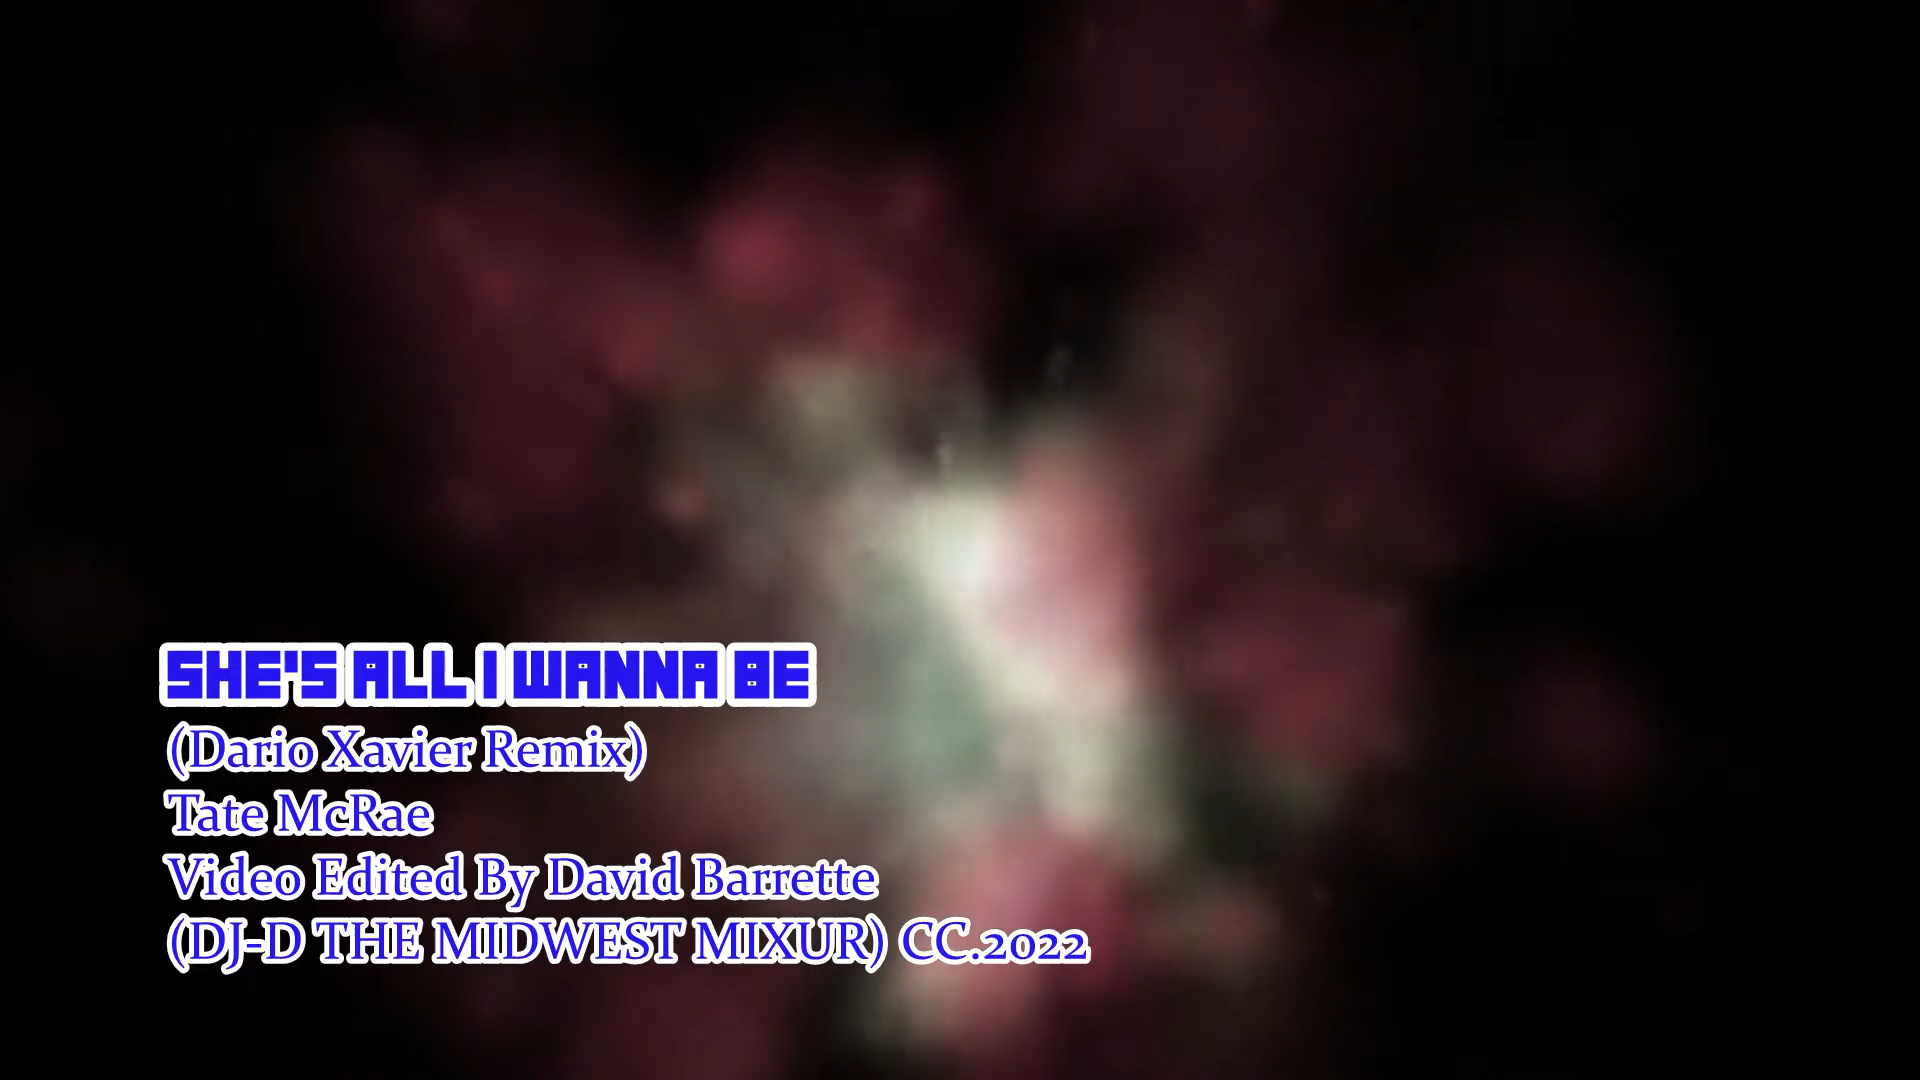 SHE'S ALL I WANNA BE
(Dario Xavier Remix)
Tate McRae
Video Edited By David Barrette
(DJ-D THE MIDWEST MIXUR) CC.2022